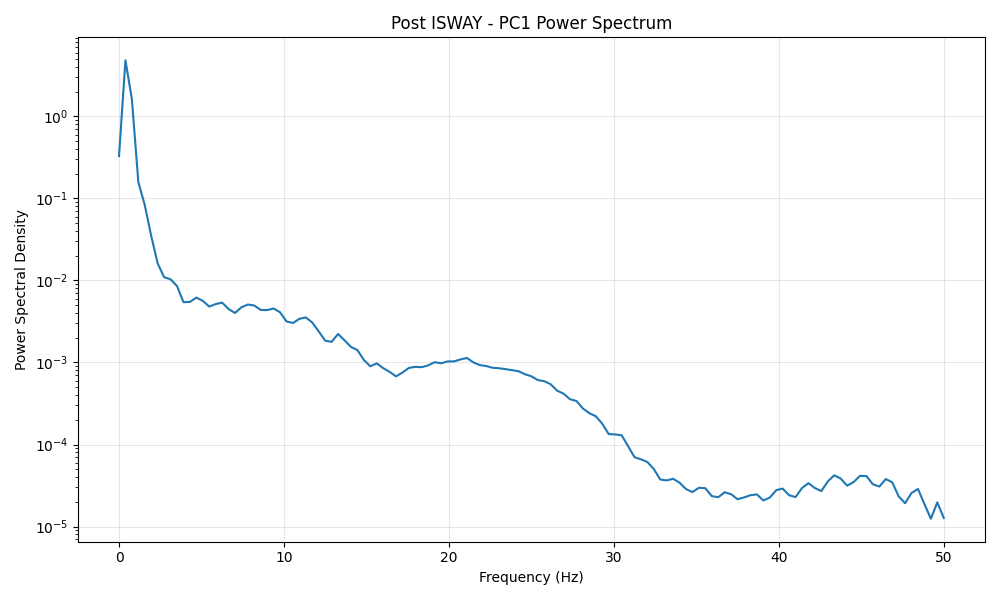 Post ISWAY - PC1 Power Spectrum
Power Spectral Density
10⁰
10⁻¹
10⁻²
10⁻³
10⁻⁴
10⁻⁵
0 10 20 30 40 50
Frequency (Hz)